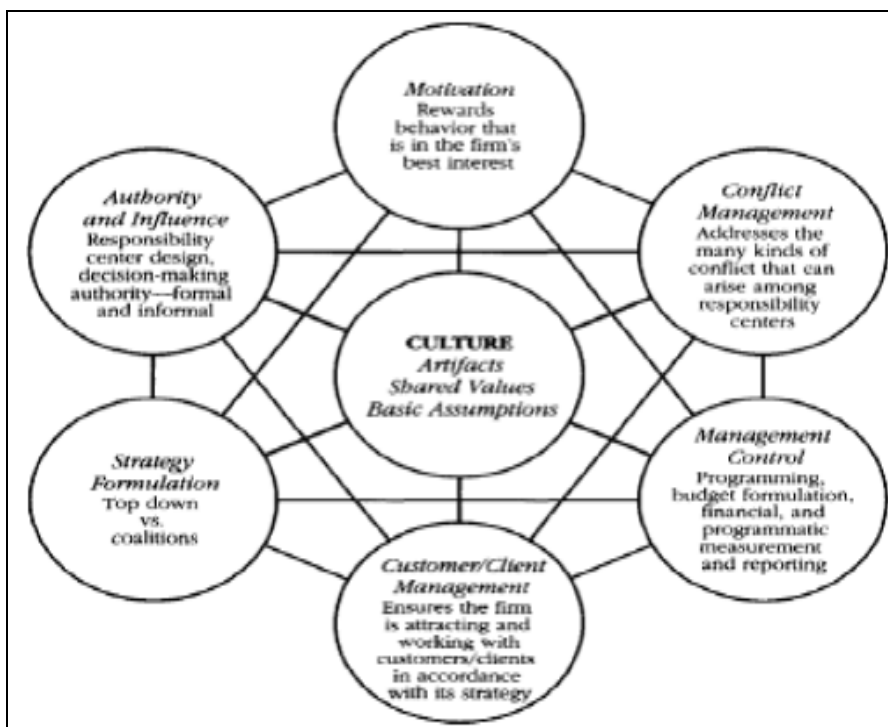 Motivation
Rewards
behavior that
is in the firm's
best interest
Authority
and Influence
Responsibility
center design,
decision-making
authority—formal
and informal
Conflict
Management
Addresses the
many kinds of
conflict that can
arise among
responsibility
centers
CULTURE
Artifacts
Shared Values
Basic Assumptions
Strategy
Formulation
Top down
vs.
coalitions
Management
Control
Programming,
budget formulation,
financial, and
programmatic
measurement
and reporting
Customer/Client
Management
Ensures the firm
is attracting and
working with
customers/clients
in accordance
with its strategy